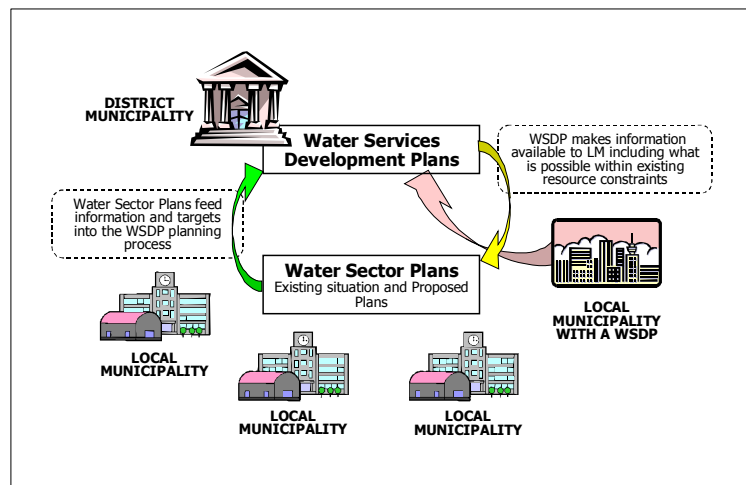 DISTRICT
MUNICIPALITY
Water Services
Development Plans
WSDP makes information
available to LM including what
is possible within existing
resource constraints
Water Sector Plans feed
information and targets
into the WSDP planning
process
Water Sector Plans
Existing situation and Proposed
Plans
LOCAL
MUNICIPALITY
WITH A WSDP
LOCAL
MUNICIPALITY
LOCAL
MUNICIPALITY
LOCAL
MUNICIPALITY